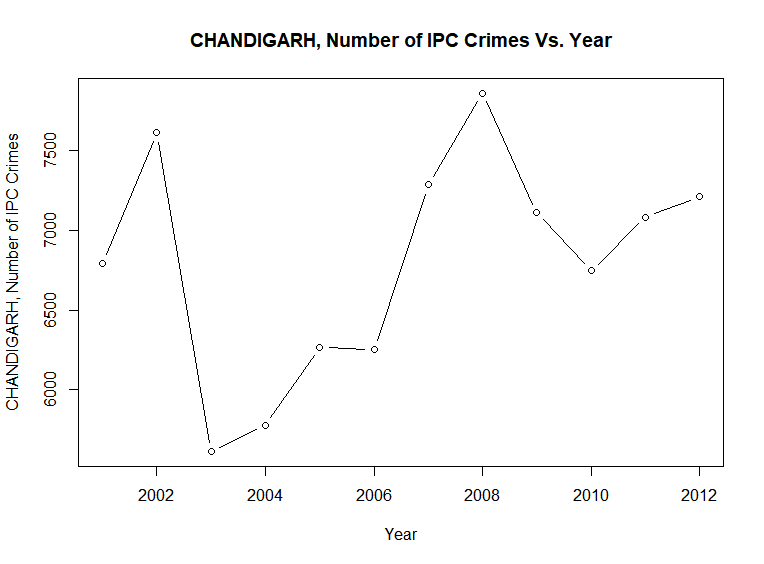 CHANDIGARH, Number of IPC Crimes Vs. Year
CHANDIGARH, Number of IPC Crimes
7500
7000
6500
6000
2002 2004 2006 2008 2010 2012
Year